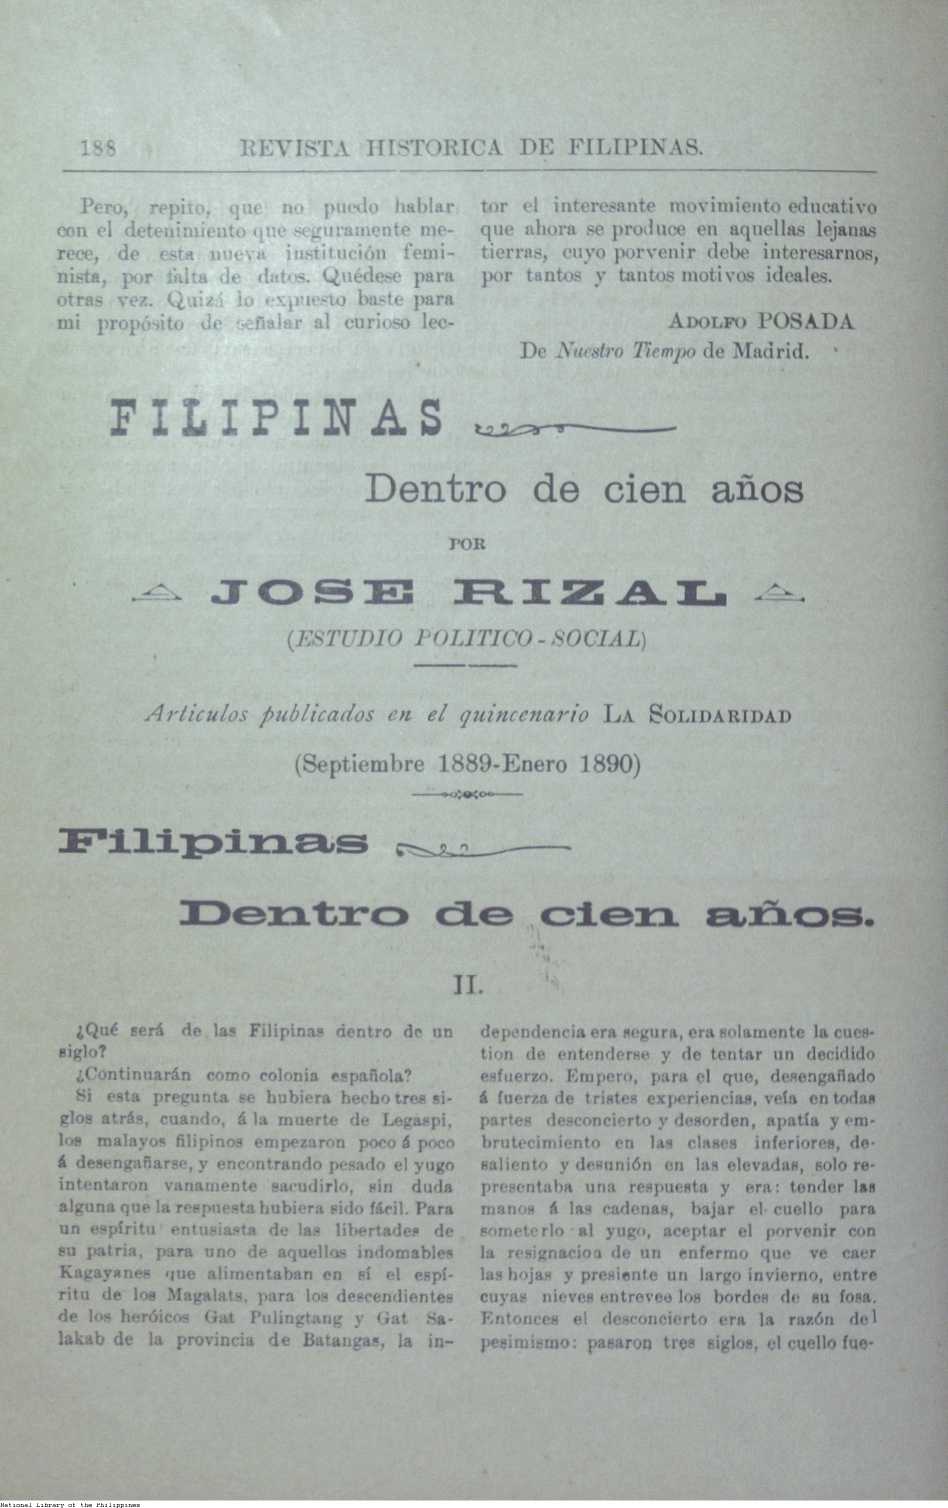 188 REVISTA HISTORICA DE FILIPINAS.
Pero, repito, que no puedo hablar
con el detenimiento que seguramente me-
rece, de esta nueva institución femi-
nista, por falta de datos. Quédese para
otras vez. Quizá lo expuesto baste para
mi propósito de señalar al curioso lec-
tor el interesante movimiento educativo
que ahora se produce en aquellas lejanas
tierras, cuyo porvenir debe interesarnos,
por tantos y tantos motivos ideales.
ADOLFO POSADA
De Nuestro Tiempo de Madrid.
FILIPINAS
Dentro de cien años
POR
JOSE RIZAL
(ESTUDIO POLITICO-SOCIAL)
Articulos publicados en el quincenario LA SOLIDARIDAD
(Septiembre 1889-Enero 1890)
Filipinas
Dentro de cien años.
II.
¿Qué será de las Filipinas dentro de un
siglo?
¿Continuarán como colonia española?
Si esta pregunta se hubiera hecho tres si-
glos atrás, cuando, á la muerte de Legaspi,
los malayos filipinos empezaron poco á poco
á desengañarse, y encontrando pesado el yugo
intentaron vanamente sacudirlo, sin duda
alguna que la respuesta hubiera sido fácil. Para
un espíritu entusiasta de las libertades de
su patria, para uno de aquellos indomables
Kagayanes que alimentaban en sí el espí-
ritu de los Magalats, para los descendientes
de los heróicos Gat Pulingtang y Gat Sa-
lakab de la provincia de Batangas, la in-
dependencia era segura, era solamente la cues-
tion de entenderse y de tentar un decidido
esfuerzo. Empero, para el que, desengañado
á fuerza de tristes experiencias, veía en todas
partes desconcierto y desorden, apatía y em-
brutecimiento en las clases inferiores, de-
saliento y desunión en las elevadas, solo re-
presentaba una respuesta y era: tender las
manos á las cadenas, bajar el cuello para
someterlo al yugo, aceptar el porvenir con
la resignacion de un enfermo que ve caer
las hojas y presiente un largo invierno, entre
cuyas nieves entrevee los bordes de su fosa.
Entonces el desconcierto era la razón del
pesimismo: pasaron tres siglos, el cuello fue-
National Library of the Philippines